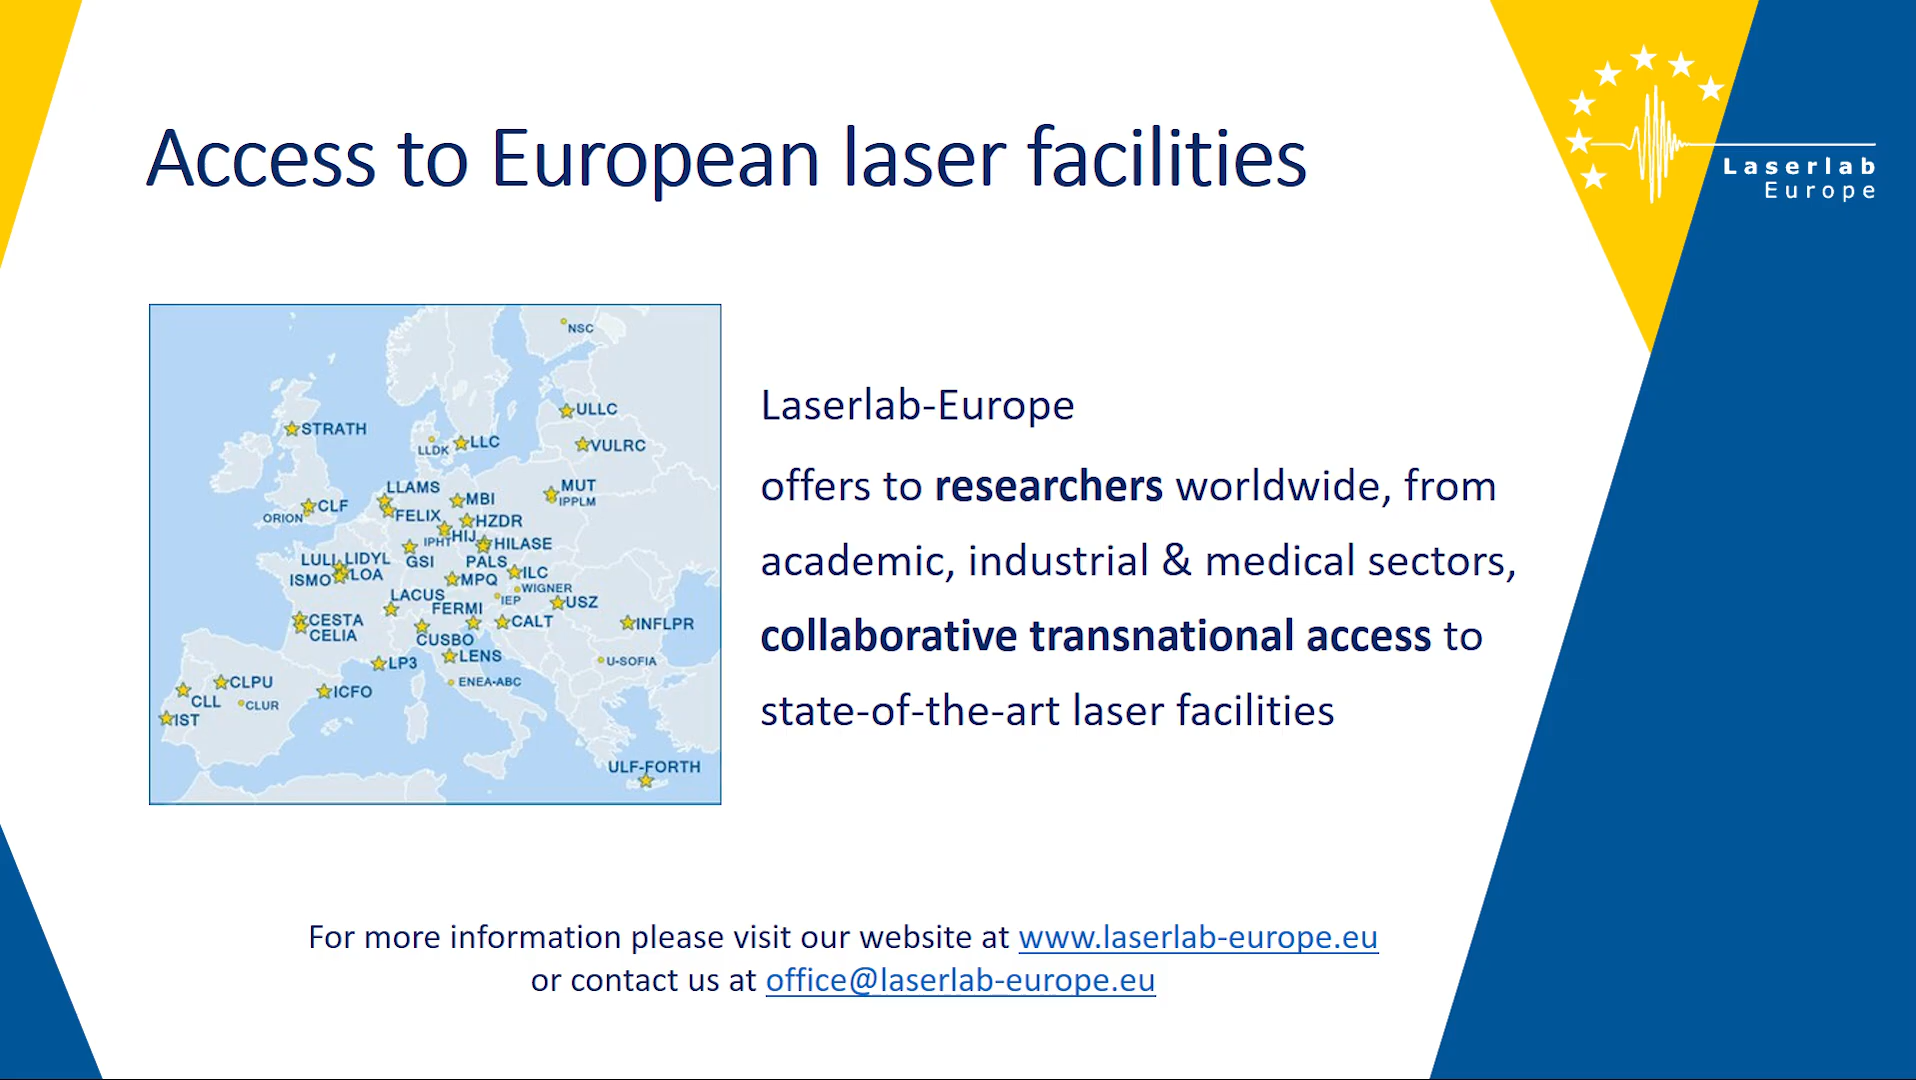 Access to European laser facilities
Laserlab
Europe
NSC
ULLC
STRATH
LLDK
LLC
VULRC
LLAMS
MBI
MUT
IPPLM
CLF
ORION
FELIX
HZDR
IPHT
HIJ
HILASE
LULI
LIDYL
GSI
PALS
ISMO
LOA
MPQ
ILC
WIGNER
LACUS
IEP
USZ
FERMI
CESTA
CALT
INFLPR
CELIA
CUSBO
LENS
U-SOFIA
LP3
CLPU
ENEA-ABC
ICFO
CLL
CLUR
IST
ULF-FORTH
Laserlab-Europe
offers to researchers worldwide, from
academic, industrial & medical sectors,
collaborative transnational access to
state-of-the-art laser facilities
For more information please visit our website at www.laserlab-europe.eu
or contact us at office@laserlab-europe.eu